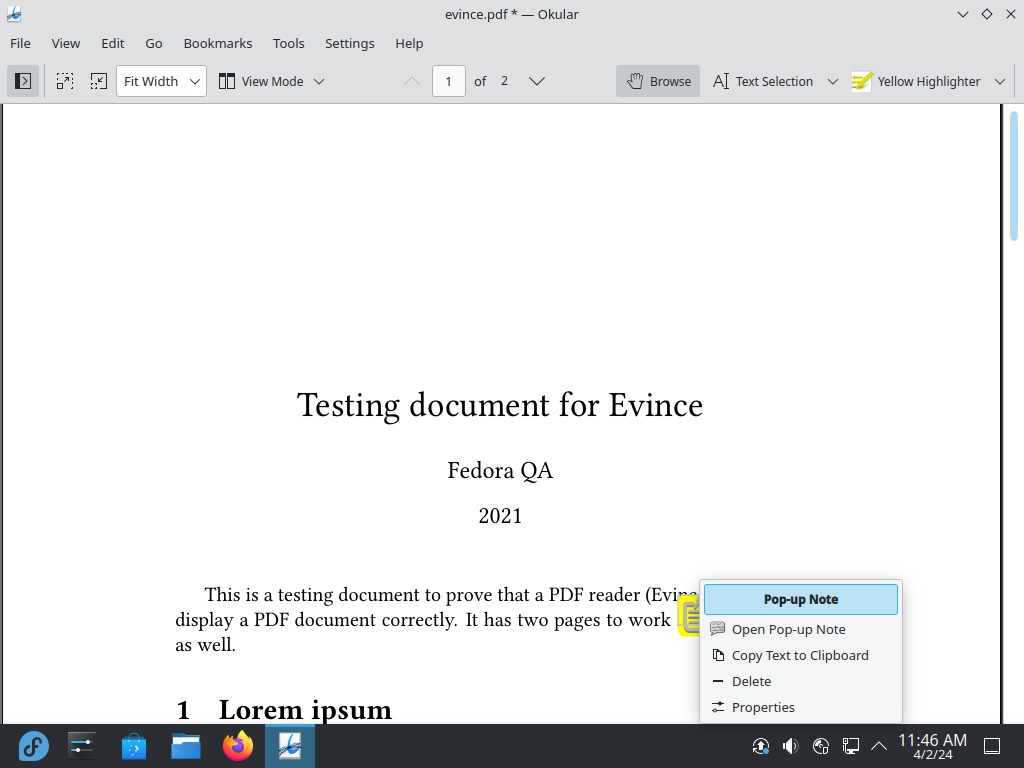 evince.pdf * — Okular
File View Edit Go Bookmarks Tools Settings Help
Fit Width View Mode 1 of 2 Browse Text Selection Yellow Highlighter
Testing document for Evince
Fedora QA
2021
This is a testing document to prove that a PDF reader
display a PDF document correctly. It has two pages to work
as well.
Pop-up Note
Open Pop-up Note
Copy Text to Clipboard
Delete
Properties
1 Lorem ipsum
11:46 AM
4/2/24